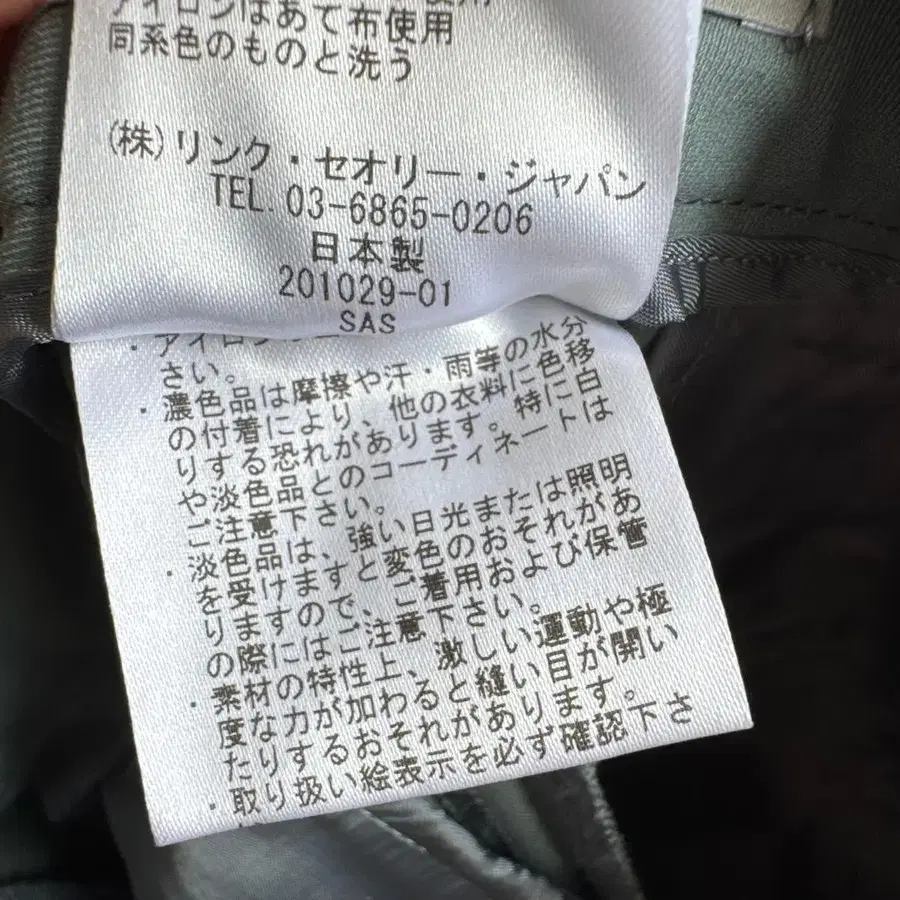 アイロンはあて布使用
同系色のものと洗う
(株)リンク・セオリー・ジャパン
TEL. 03-6865-0206
日本製
201029-01
SAS
さい。
・濃色品は摩擦や汗・雨等の水分
の付着により、他の衣料に色移
りする恐れがあります。特に白
や淡色品とのコーディネートは
ご注意下さい。
・淡色品は、強い日光または照明
を受けますと変色のおそれがあ
りますので、ご着用および保管
の際にはご注意下さい。
・素材の特性上、激しい運動や極
度な力が加わると縫い目が開い
たりするおそれがあります。
・取り扱い絵表示を必ず確認下さ